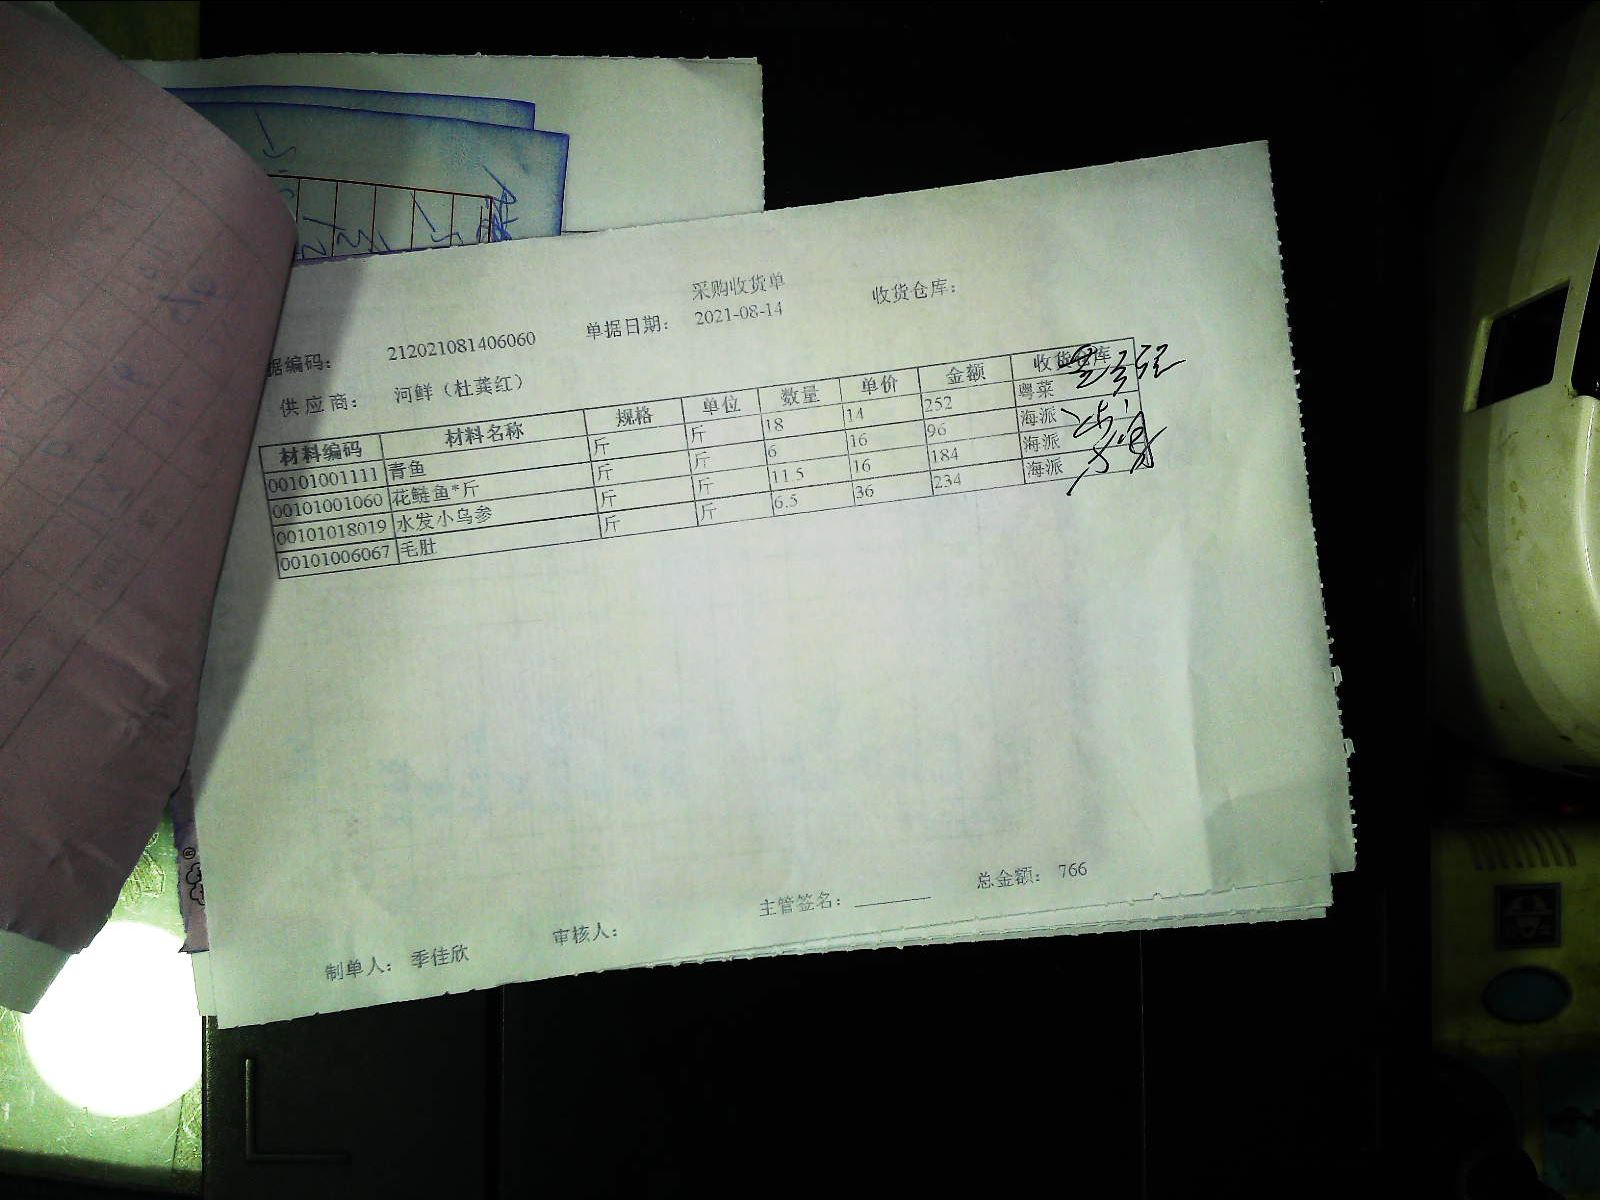 采购收货单
据编码： 212021081406060 单据日期： 2021-08-14 收货仓库：
供应商： 河鲜（杜龚红）
材料编码 材料名称 规格 单位 数量 单价 金额 收货仓库
00101001111 青鱼 斤 斤 18 14 252 粤菜
00101001060 花鲢鱼*斤 斤 斤 6 16 96 海派
00101018019 水发小乌参 斤 斤 11.5 16 184 海派
00101006067 毛肚 斤 斤 6.5 36 234 海派
制单人： 季佳欣 审核人： 主管签名： 总金额： 766